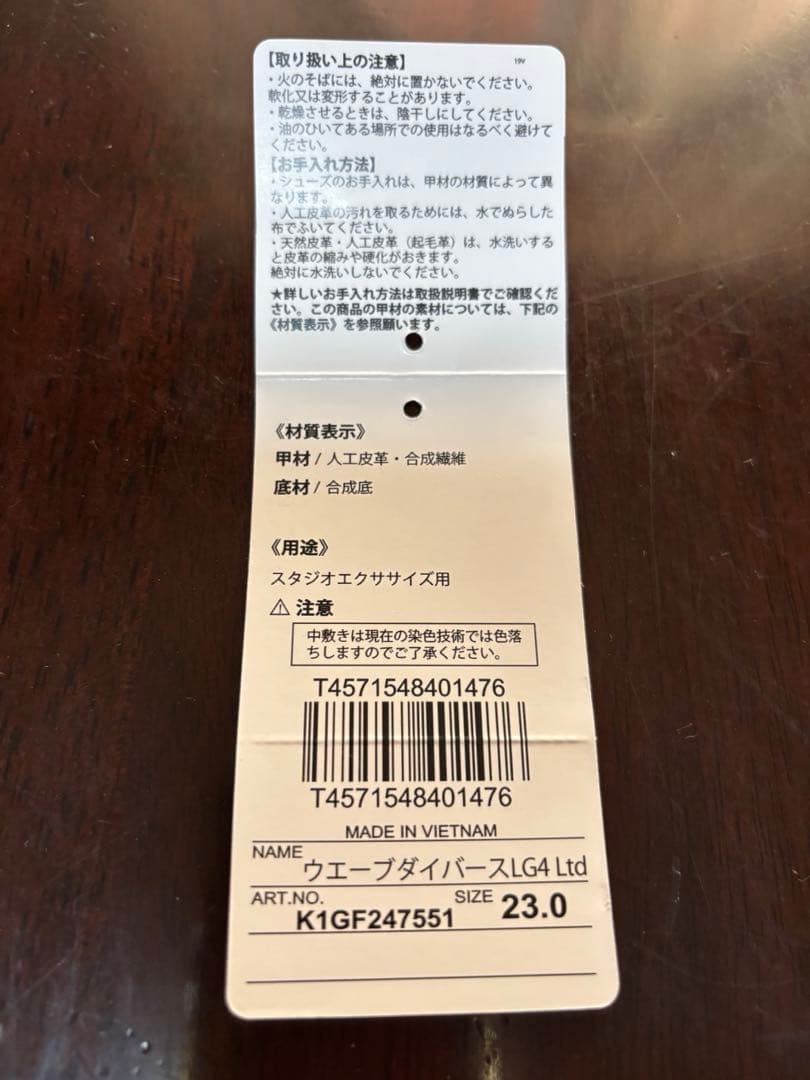 【取り扱い上の注意】
19V
・火のそばには、絶対に置かないでください。
軟化又は変形することがあります。
・乾燥させるときは、陰干しにしてください。
・油のひいてある場所での使用はなるべく避けて
ください。
【お手入れ方法】
・シューズのお手入れは、甲材の材質によって異
なります。
・人工皮革の汚れを取るためには、水でぬらした
布でふいてください。
・天然皮革・人工皮革（起毛革）は、水洗いする
と皮革の縮みや硬化がおきます。
絶対に水洗いしないでください。
★詳しいお手入れ方法は取扱説明書でご確認くだ
さい。この商品の甲材の素材については、下記の
《材質表示》を参照願います。
《材質表示》
甲材 / 人工皮革・合成繊維
底材 / 合成底
《用途》
スタジオエクササイズ用
⚠ 注意
中敷きは現在の染色技術では色落
ちしますのでご了承ください。
T4571548401476
T4571548401476
MADE IN VIETNAM
NAME ウエーブダイバースLG4 Ltd
ART.NO. K1GF247551 SIZE 23.0